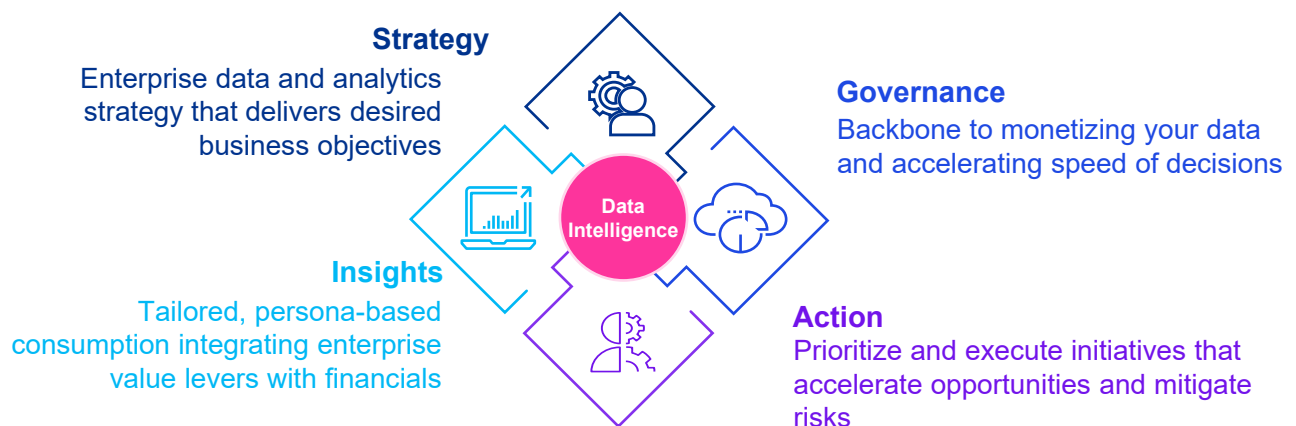 Strategy
Enterprise data and analytics
strategy that delivers desired
business objectives
Governance
Backbone to monetizing your data
and accelerating speed of decisions
Data
Intelligence
Insights
Tailored, persona-based
consumption integrating enterprise
value levers with financials
Action
Prioritize and execute initiatives that
accelerate opportunities and mitigate
risks